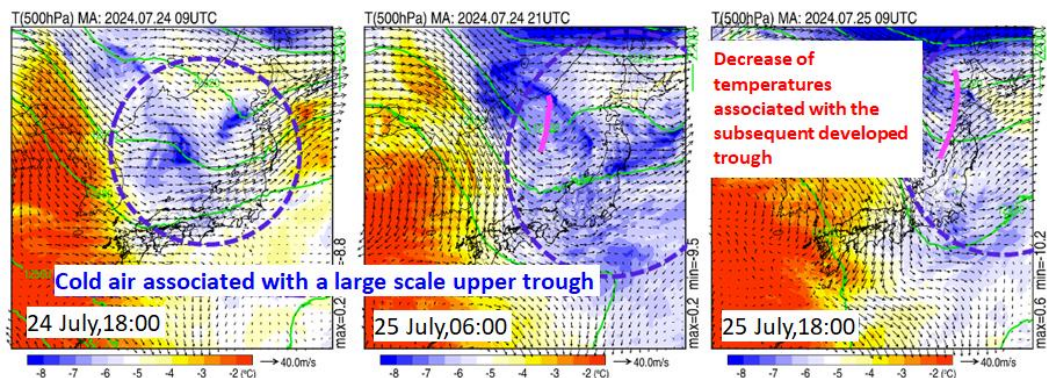 T(500hPa) MA: 2024.07.24 09UTC
T(500hPa) MA: 2024.07.24 21UTC
T(500hPa) MA: 2024.07.25 09UTC
Decrease of
temperatures
associated with the
subsequent developed
trough
Cold air associated with a large scale upper trough
24 July,18:00
25 July,06:00
25 July,18:00
max=0.2 min=-8.8
max=0.2 min=-9.5
max=0.6 min=-10.2
-8 -7 -6 -5 -4 -3 -2 (°C) 40.0m/s
-8 -7 -6 -5 -4 -3 -2 (°C) 40.0m/s
-8 -7 -6 -5 -4 -3 -2 (°C) 40.0m/s